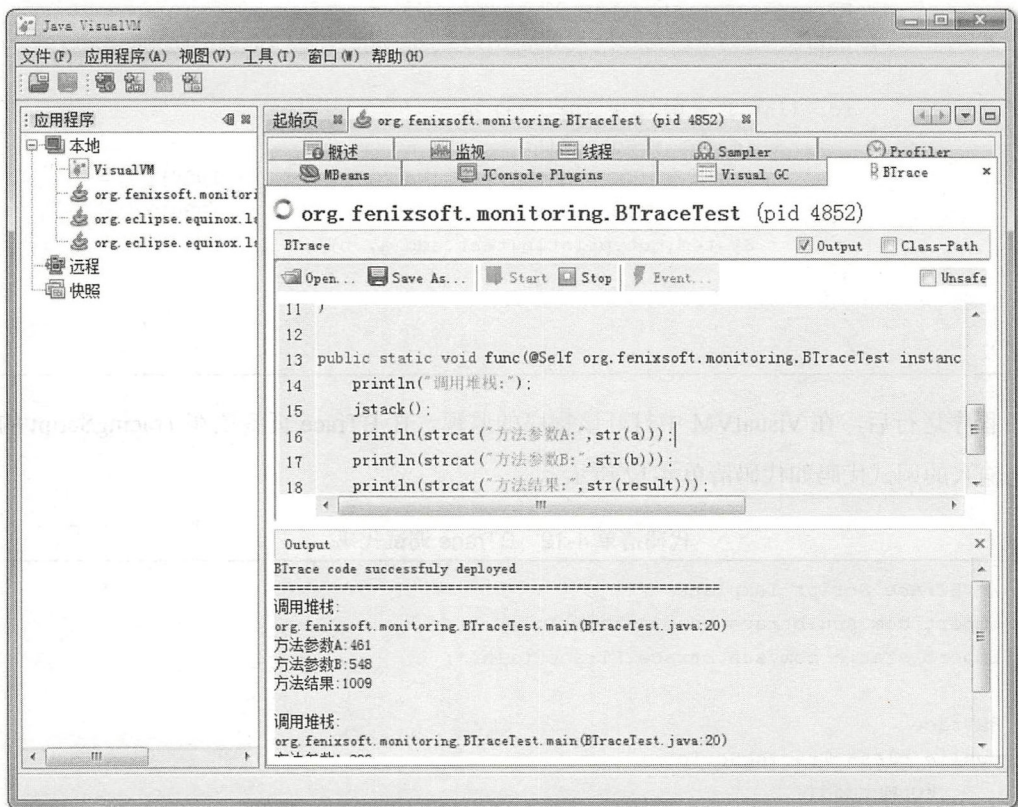 Java VisualVM
文件(F) 应用程序(A) 视图(V) 工具(T) 窗口(W) 帮助(H)
应用程序
本地
VisualVM
org.fenixsoft.monitori
org.eclipse.equinox.la
org.eclipse.equinox.la
远程
快照
起始页 org.fenixsoft.monitoring.BTraceTest (pid 4852)
概述 监视 线程 Sampler Profiler
MBeans JConsole Plugins Visual GC BTrace
org.fenixsoft.monitoring.BTraceTest (pid 4852)
BTrace Output Class-Path
Open... Save As... Start Stop Event... Unsafe
11 )
12
13 public static void func(@Self org.fenixsoft.monitoring.BTraceTest instanc
14 println("调用堆栈:");
15 jstack();
16 println(strcat("方法参数A:",str(a)));
17 println(strcat("方法参数B:",str(b)));
18 println(strcat("方法结果:",str(result)));
Output
BTrace code successfuly deployed
===========================================================
调用堆栈:
org.fenixsoft.monitoring.BTraceTest.main(BTraceTest.java:20)
方法参数A:461
方法参数B:548
方法结果:1009
调用堆栈:
org.fenixsoft.monitoring.BTraceTest.main(BTraceTest.java:20)